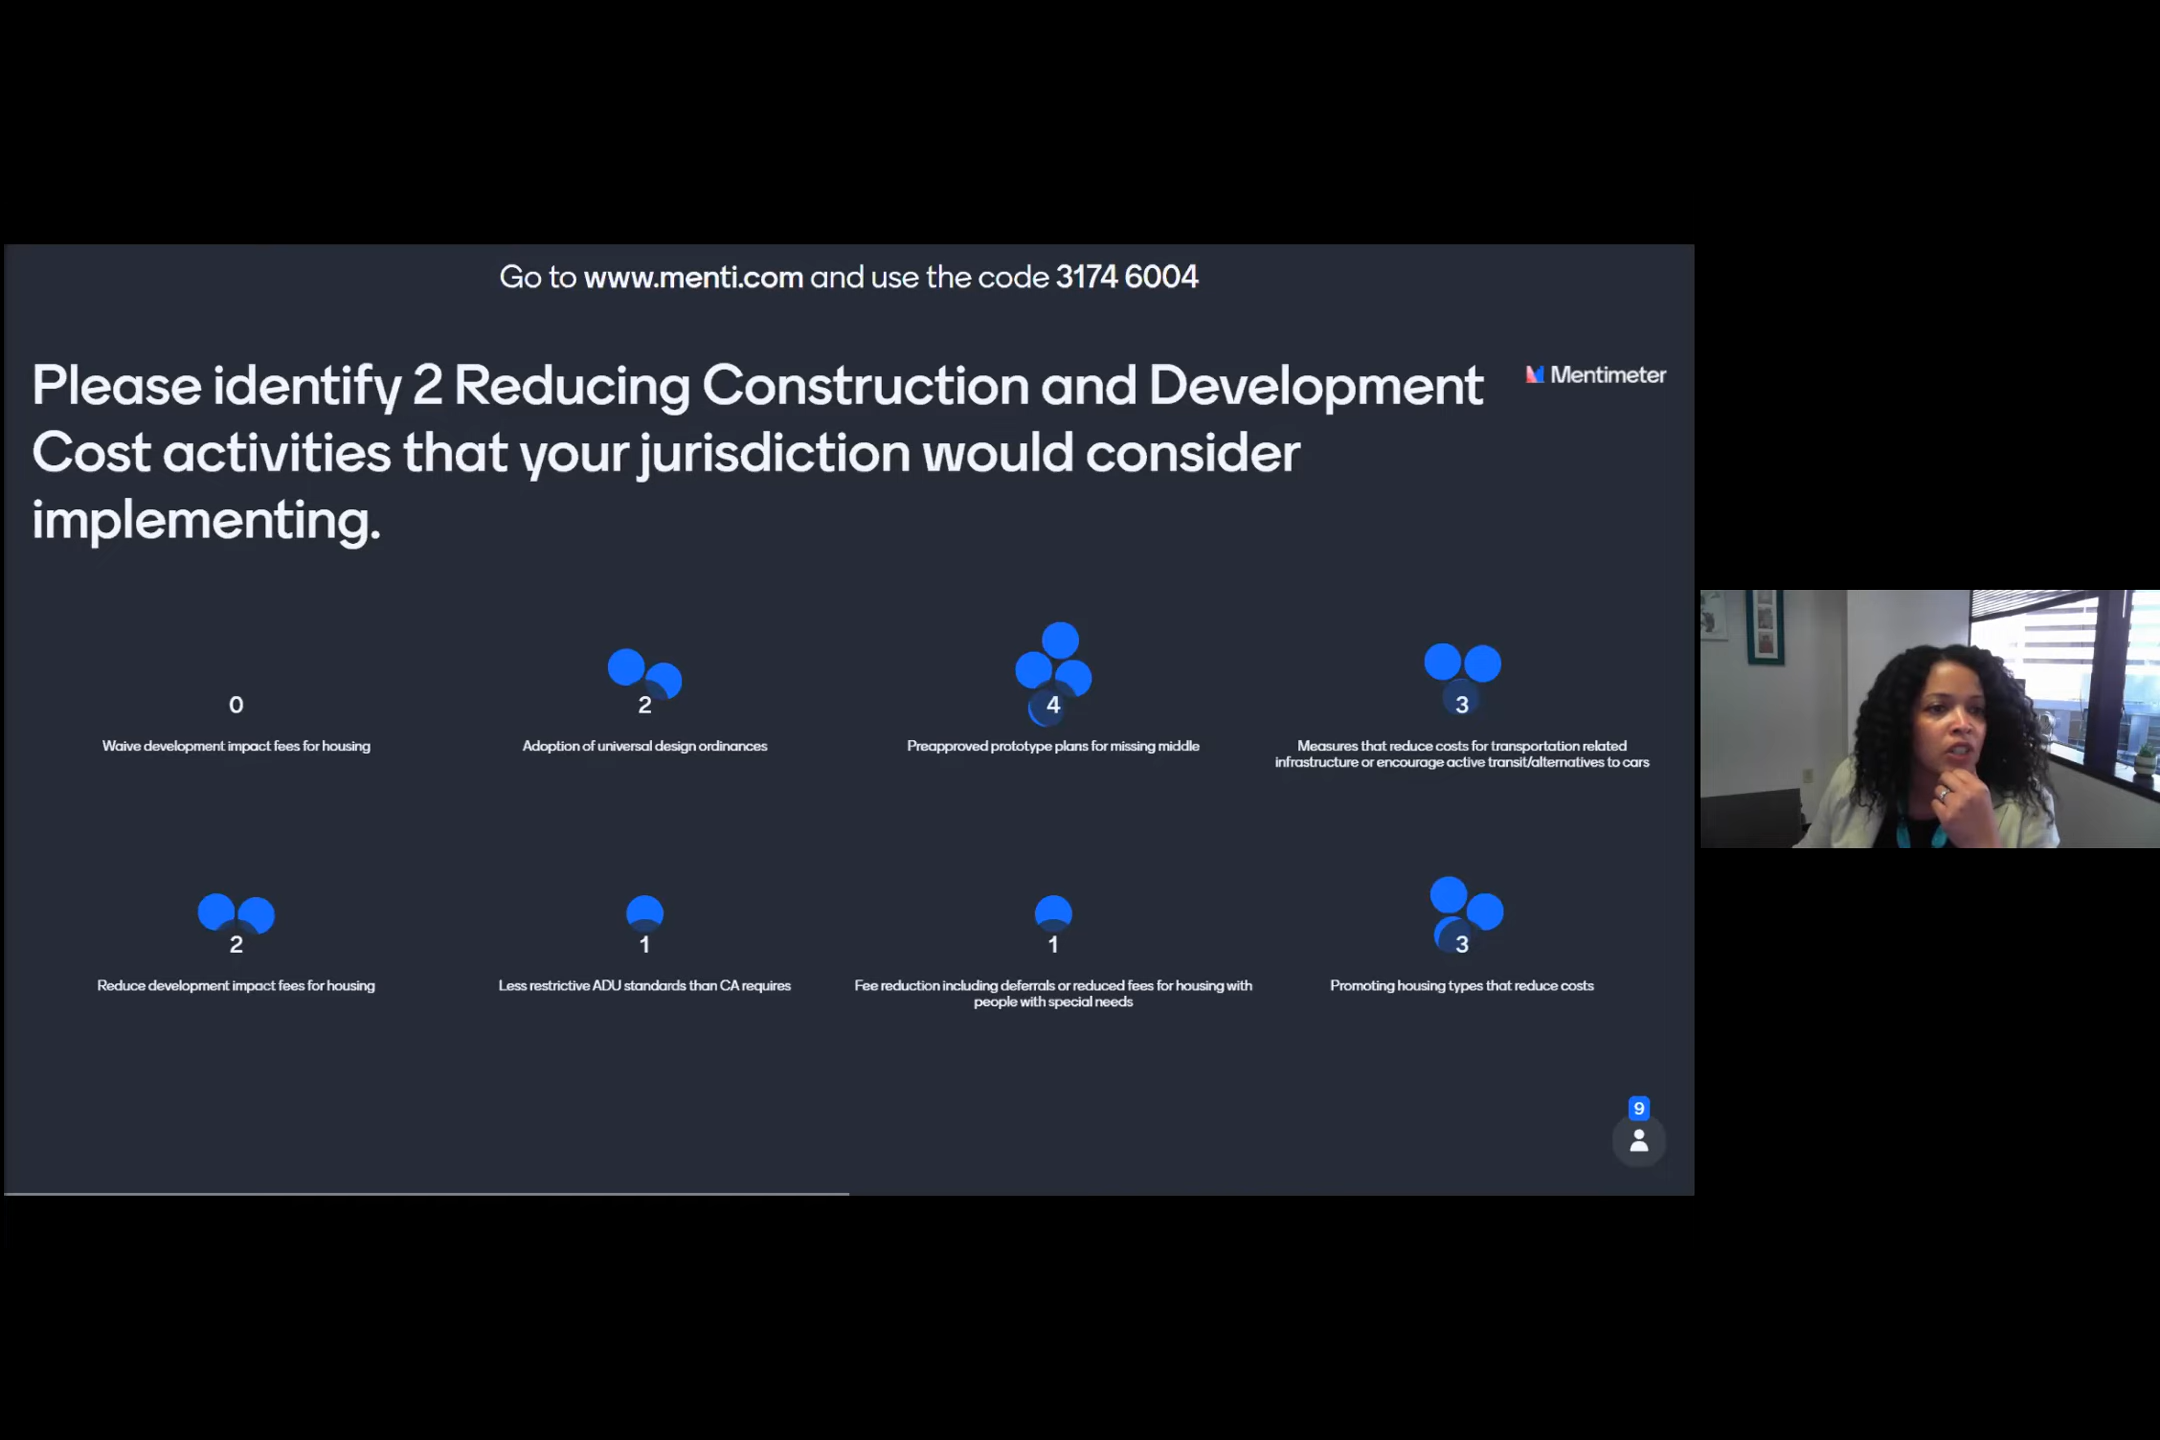 Go to www.menti.com and use the code 3174 6004
Please identify 2 Reducing Construction and Development
Cost activities that your jurisdiction would consider
implementing.
Mentimeter
0
Waive development impact fees for housing
2
Adoption of universal design ordinances
4
Preapproved prototype plans for missing middle
3
Measures that reduce costs for transportation related
infrastructure or encourage active transit/alternatives to cars
2
Reduce development impact fees for housing
1
Less restrictive ADU standards than CA requires
1
Fee reduction including deferrals or reduced fees for housing with
people with special needs
3
Promoting housing types that reduce costs
9